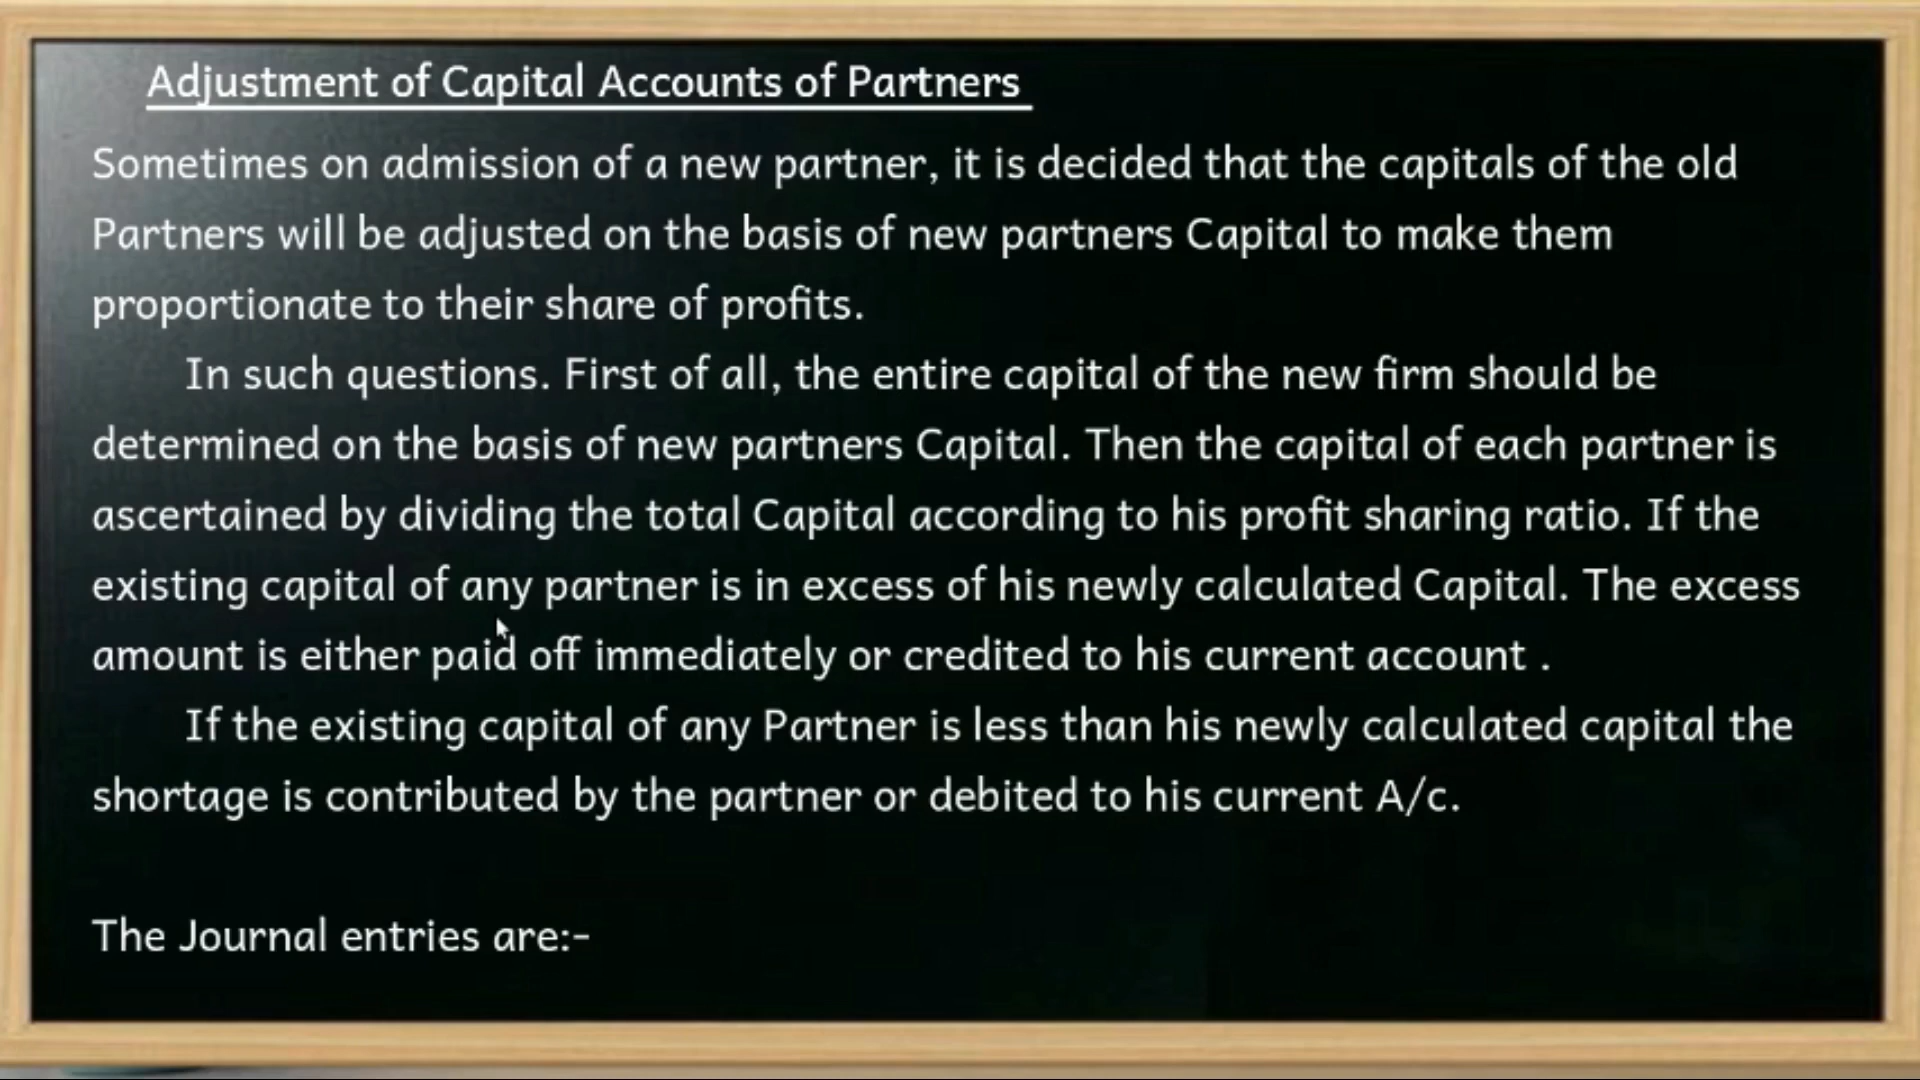 Adjustment of Capital Accounts of Partners
Sometimes on admission of a new partner, it is decided that the capitals of the old
Partners will be adjusted on the basis of new partners Capital to make them
proportionate to their share of profits.
In such questions. First of all, the entire capital of the new firm should be
determined on the basis of new partners Capital. Then the capital of each partner is
ascertained by dividing the total Capital according to his profit sharing ratio. If the
existing capital of any partner is in excess of his newly calculated Capital. The excess
amount is either paid off immediately or credited to his current account .
If the existing capital of any Partner is less than his newly calculated capital the
shortage is contributed by the partner or debited to his current A/c.
The Journal entries are:-